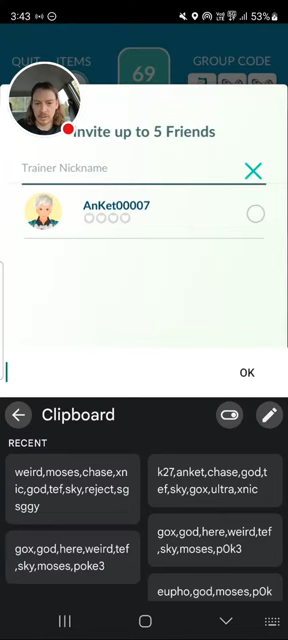 3:43
53%
QUIT
ITEMS
69
GROUP CODE
Invite up to 5 Friends
Trainer Nickname
AnKet00007
OK
Clipboard
RECENT
weird,moses,chase,xn
ic,god,tef,sky,reject,sg
sggy
k27,anket,chase,god,t
ef,sky,gox,ultra,xnic
gox,god,here,weird,tef
,sky,moses,p0k3
gox,god,here,weird,tef
,sky,moses,poke3
eupho,god,moses,p0k